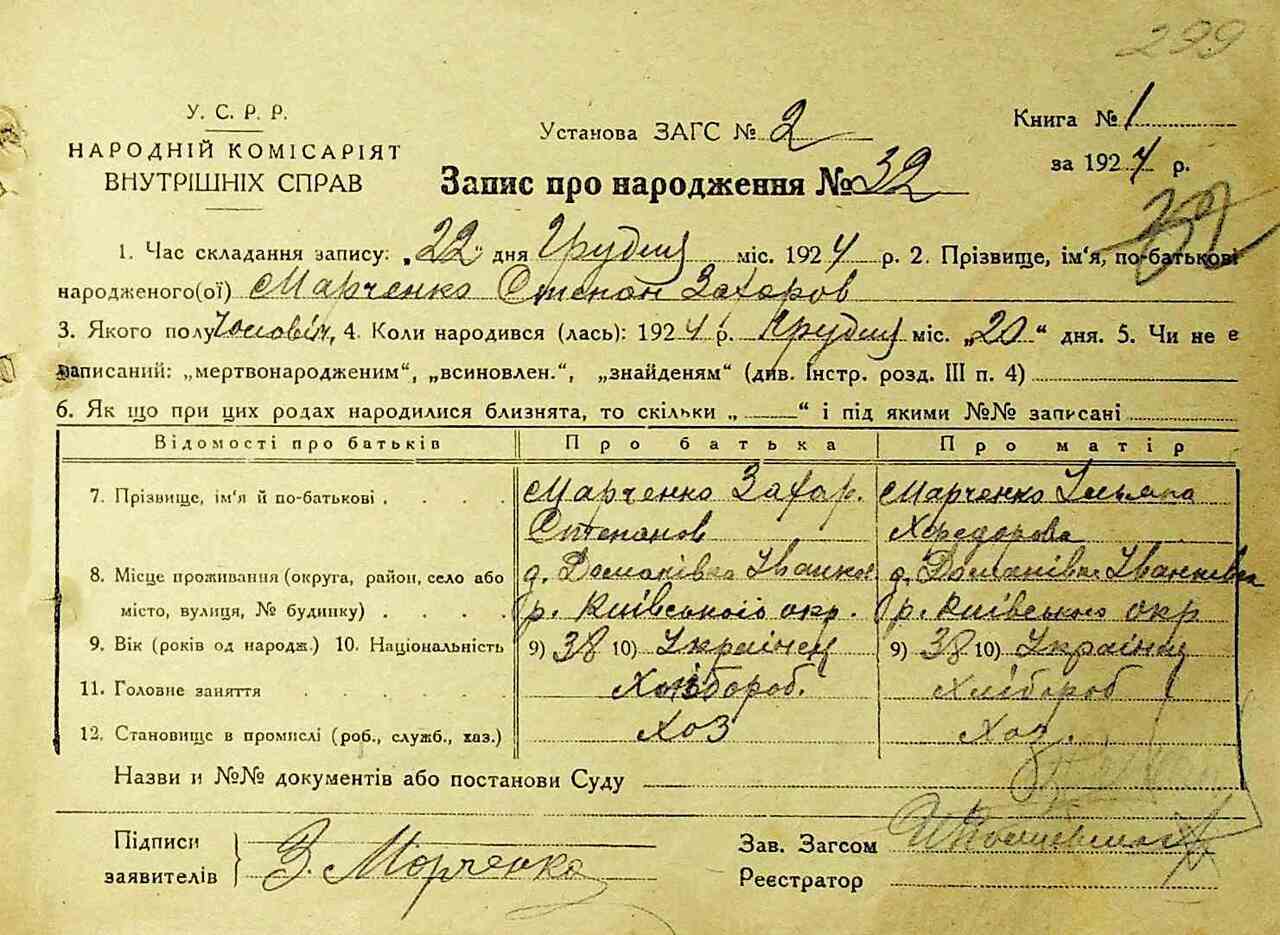 299
У. С. Р. Р.
НАРОДНІЙ КОМІСАРІЯТ
ВНУТРІШНІХ СПРАВ
Установа ЗАГС № 2
Книга № 1
за 1924 р.
Запис про народження № 32
32
1. Час складання запису: „22“ дня Грудня міс. 1924 р. 2. Прізвище, ім'я, по-батькові
народженого(ої) Марченко Степан Захаров
3. Якого полу Чоловіч, 4. Коли народився (лась): 1924 р. Грудня міс. „20“ дня. 5. Чи не є
записаний: „мертвонародженим“, „всиновлен.“, „знайденям“ (див. Інстр. розд. III п. 4)
6. Як що при цих родах народилися близнята, то скільки „ “ і під якими №№ записані
Відомості про батьків Про батька Про матір
7. Прізвище, ім'я й по-батькові . . . . Марченко Захар. Марченко
Степанов
8. Місце проживання (округа, район, село або д. Доманівка д. Доманівка
місто, вулиця, № будинку) . . . . р. Київського окр. р. Київського окр
9. Вік (років од народж.) 10. Національність 9) 38 10) Українец 9) 38 10)
11. Головне заняття . . . . . . Хлібороб. Хлібороб
12. Становище в промислі (роб., служб., хаз.) Хоз Хоз.
Назви и №№ документів або постанови Суду
Підписи
заявителів
З. Марченко
Зав. Загсом
Реєстратор